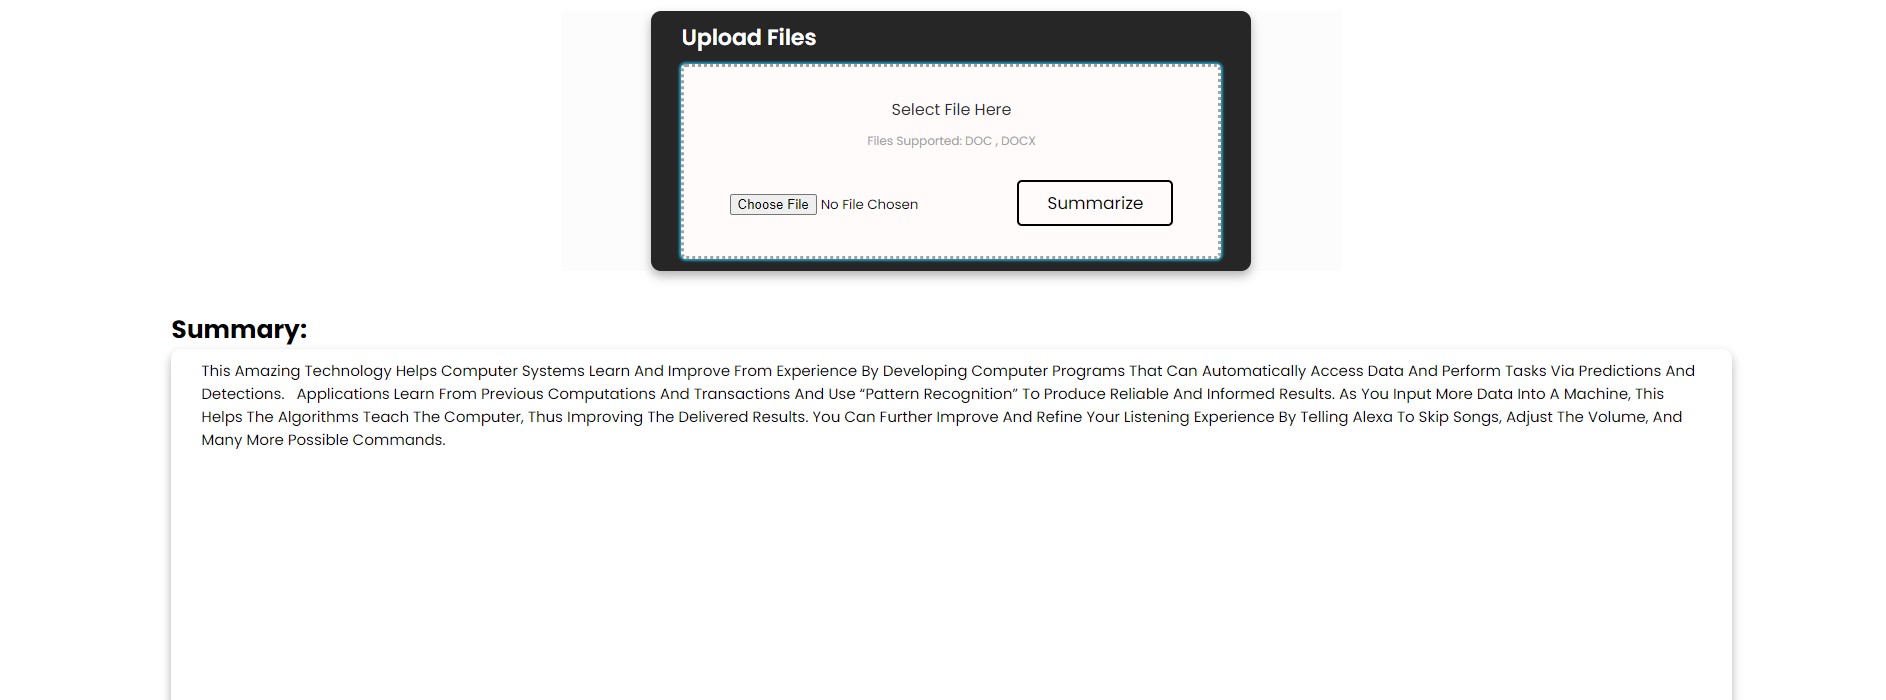 Upload Files
Select File Here
Files Supported: DOC , DOCX
Choose File No File Chosen
Summarize
Summary:
This Amazing Technology Helps Computer Systems Learn And Improve From Experience By Developing Computer Programs That Can Automatically Access Data And Perform Tasks Via Predictions And
Detections.   Applications Learn From Previous Computations And Transactions And Use “Pattern Recognition” To Produce Reliable And Informed Results. As You Input More Data Into A Machine, This
Helps The Algorithms Teach The Computer, Thus Improving The Delivered Results. You Can Further Improve And Refine Your Listening Experience By Telling Alexa To Skip Songs, Adjust The Volume, And
Many More Possible Commands.